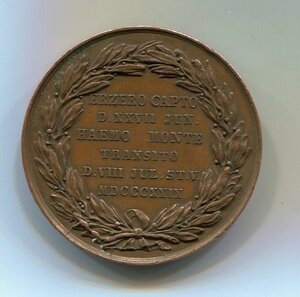 ERZERO CAPTO
D. XXVII JUN.
HAEMO MONTE
TRANSITO
D. VIII JUL. ST. V.
MDCCCXXIX